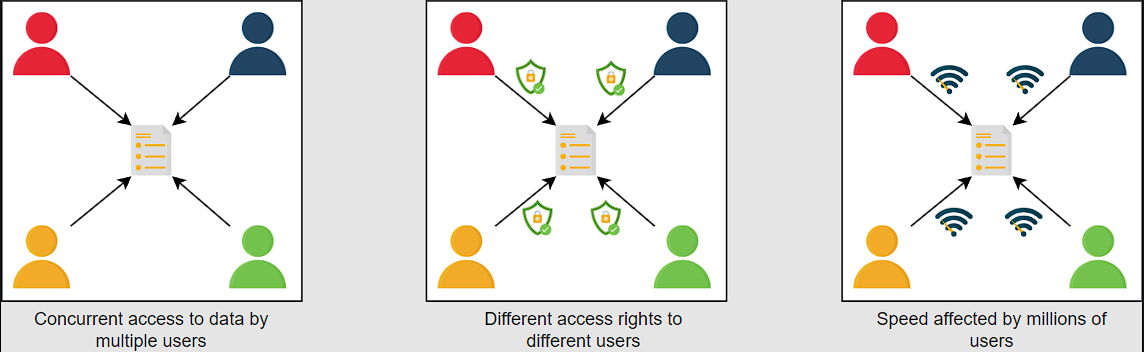 Concurrent access to data by
multiple users
Different access rights to
different users
Speed affected by millions of
users